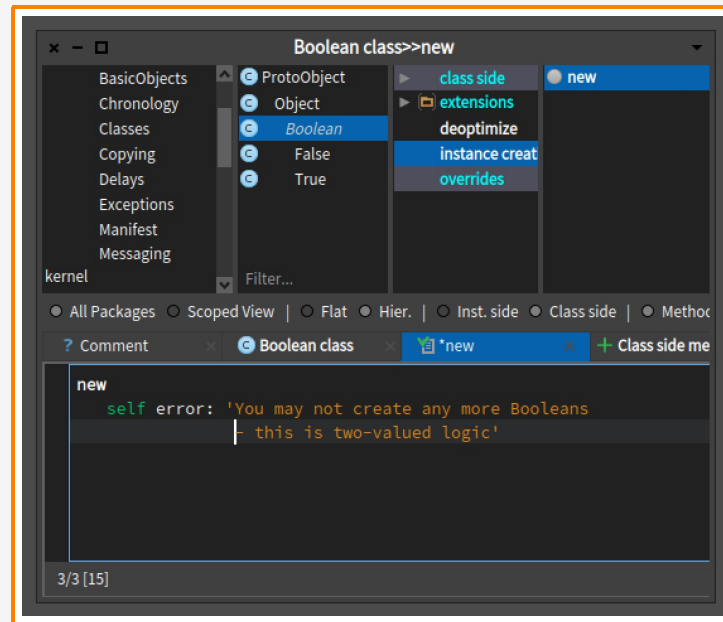 Boolean class>>new
BasicObjects
Chronology
Classes
Copying
Delays
Exceptions
Manifest
Messaging
kernel
ProtoObject
Object
Boolean
False
True
Filter...
class side
extensions
deoptimize
instance creat
overrides
new
All Packages Scoped View | Flat Hier. | Inst. side Class side | Method
? Comment
C Boolean class
*new
+ Class side me
new
self error: 'You may not create any more Booleans
- this is two-valued logic'
3/3 [15]